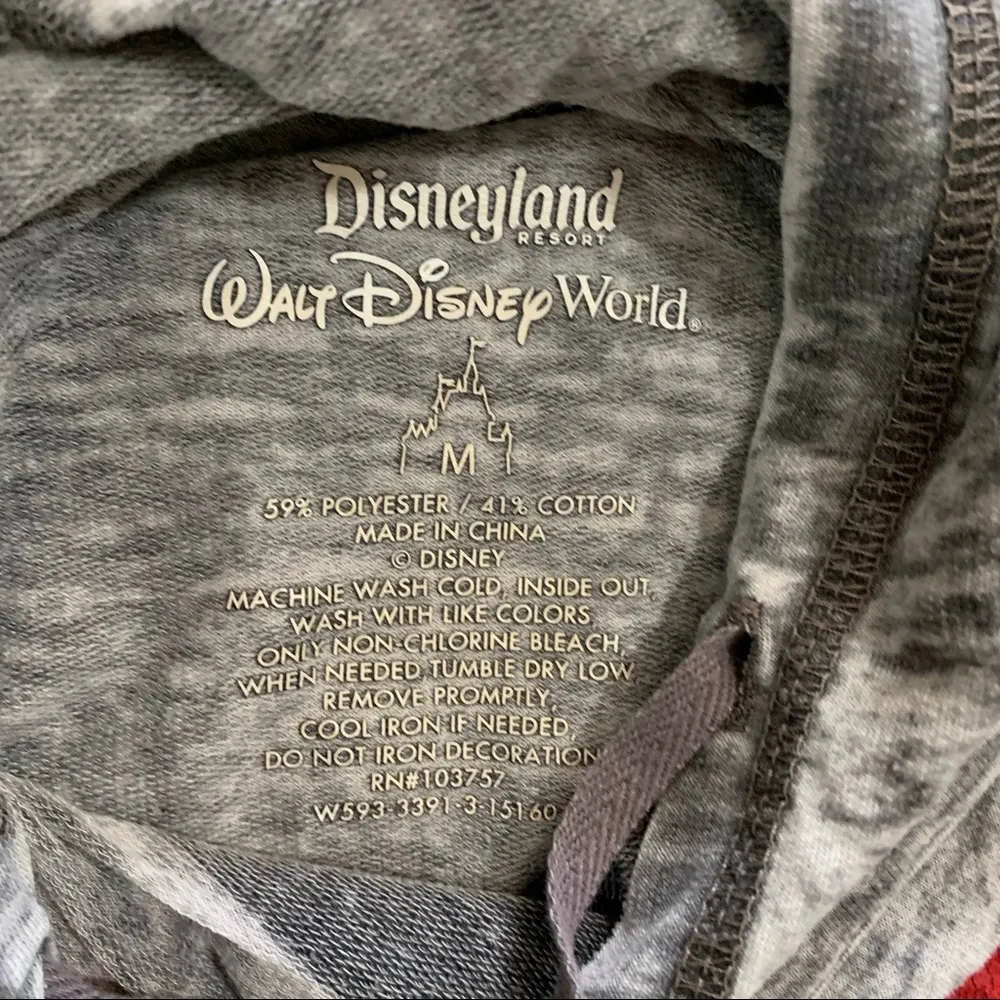 Disneyland
RESORT
WALT DISNEY World®
M
59% POLYESTER / 41% COTTON
MADE IN CHINA
© DISNEY
MACHINE WASH COLD, INSIDE OUT,
WASH WITH LIKE COLORS
ONLY NON-CHLORINE BLEACH,
WHEN NEEDED, TUMBLE DRY LOW
REMOVE PROMPTLY,
COOL IRON IF NEEDED,
DO NOT IRON DECORATION
RN#103757
W593-3391-3-15160